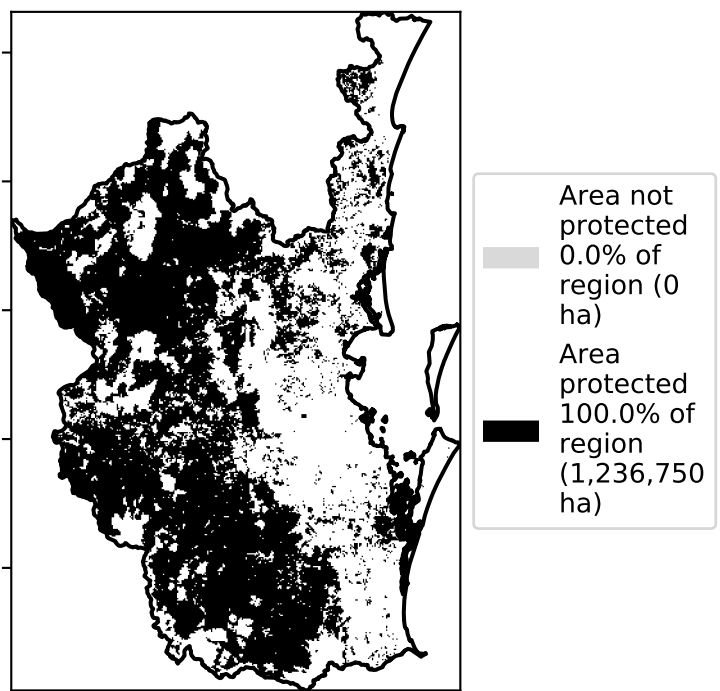 Area not
protected
0.0% of
region (0
ha)
Area
protected
100.0% of
region
(1,236,750
ha)